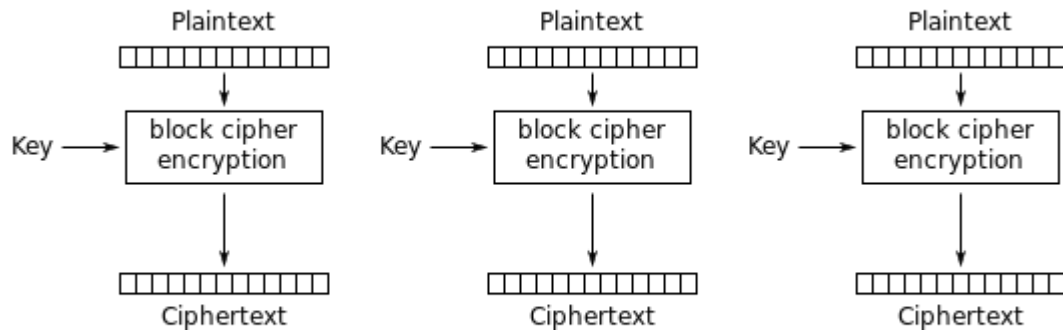 Plaintext Plaintext Plaintext
Key block cipher encryption Key block cipher encryption Key block cipher encryption
Ciphertext Ciphertext Ciphertext